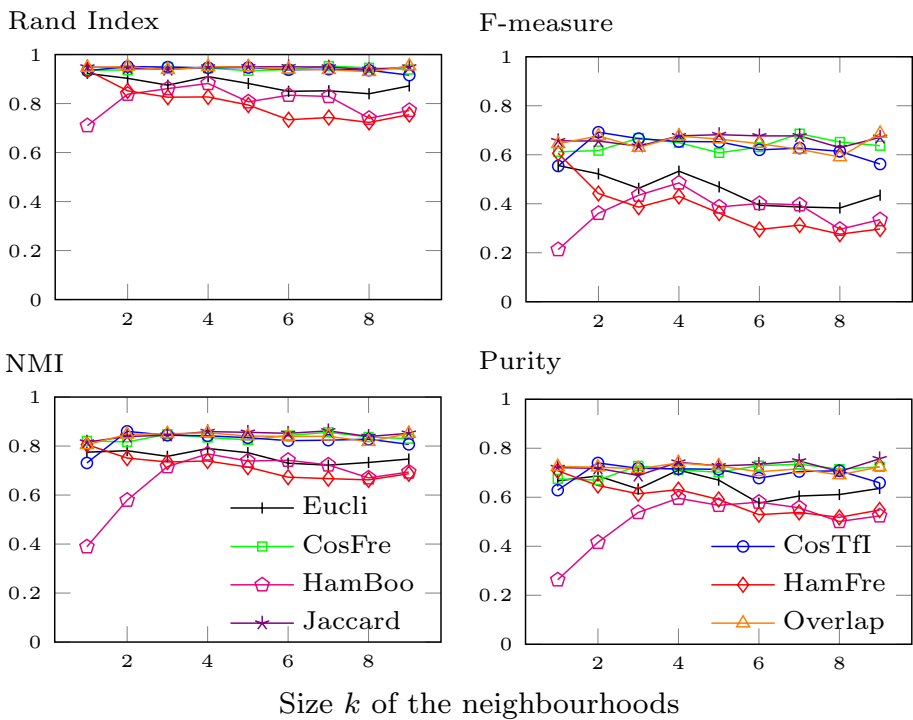 Rand Index
1
0.8
0.6
0.4
0.2
0
2 4 6 8
F-measure
1
0.8
0.6
0.4
0.2
0
2 4 6 8
NMI
1
0.8
0.6
0.4
0.2
0
2 4 6 8
Eucli
CosFre
HamBoo
Jaccard
Purity
1
0.8
0.6
0.4
0.2
0
2 4 6 8
CosTfI
HamFre
Overlap
Size k of the neighbourhoods